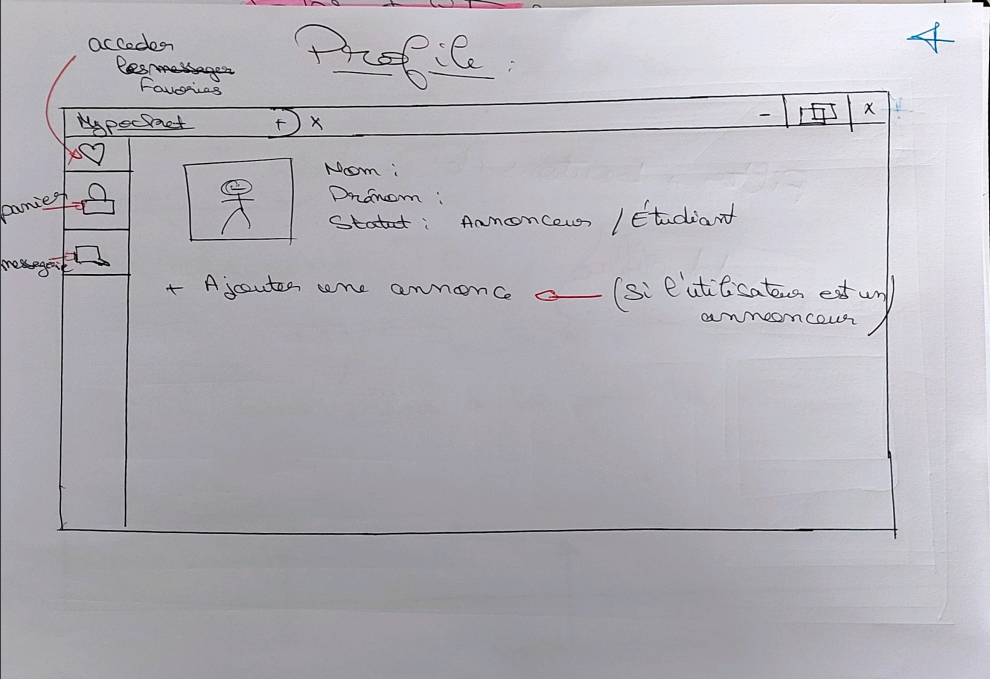 acceder
les messages
Favories
Profile :
Mypocket + x - x
panier
messagerie
Nom :
Prénom :
Statut : Annonceur / Étudiant
+ Ajouter une annonce (Si l'utilisateur est un
annonceur)